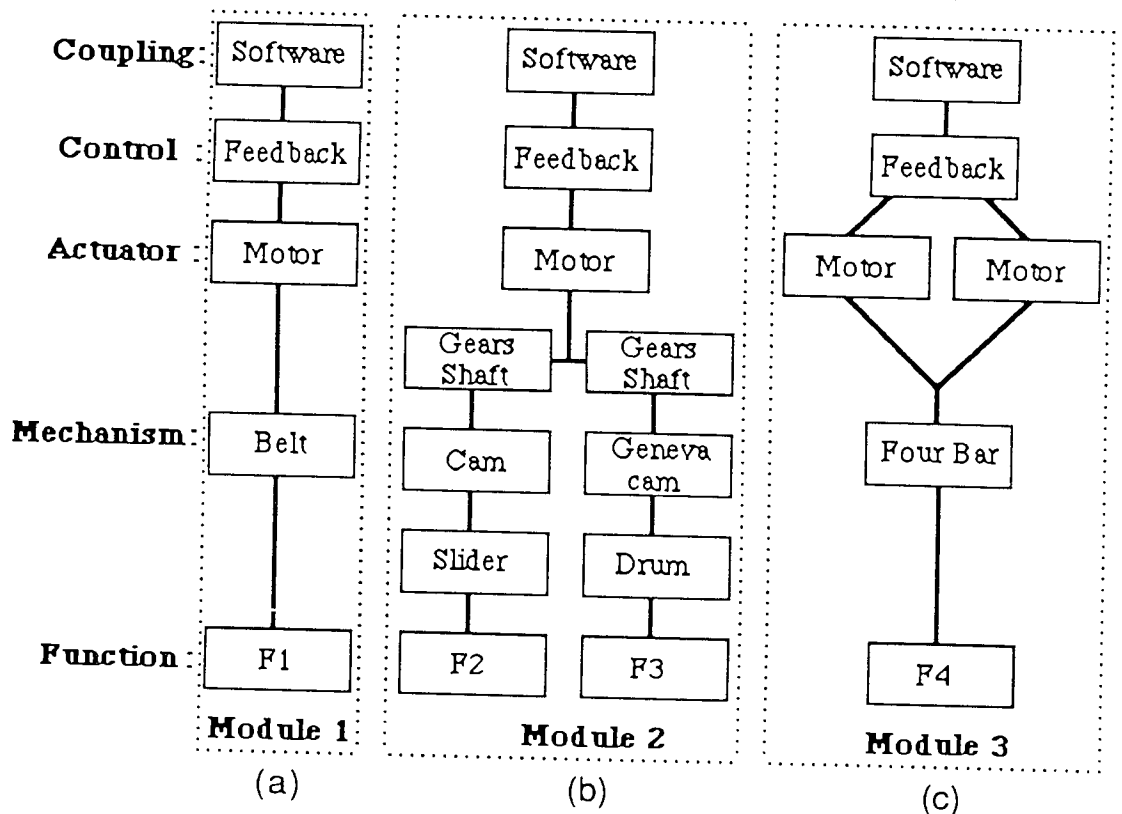 Coupling: Software Software Software
Control : Feedback Feedback Feedback
Actuator : Motor Motor Motor Motor
Gears Gears
Shaft Shaft
Mechanism: Belt Cam Geneva Four Bar
cam
Slider Drum
Function : F1 F2 F3 F4
Module 1 Module 2 Module 3
(a) (b) (c)